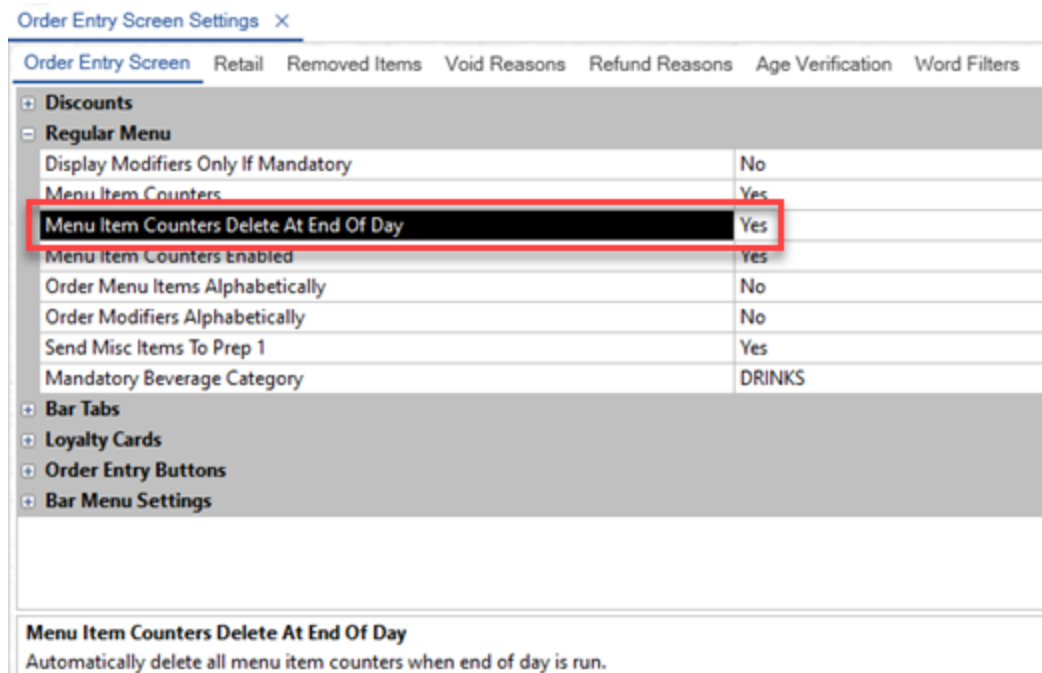 Order Entry Screen Settings ×
Order Entry Screen Retail Removed Items Void Reasons Refund Reasons Age Verification Word Filters
Discounts
Regular Menu
Display Modifiers Only If Mandatory No
Menu Item Counters Yes
Menu Item Counters Delete At End Of Day Yes
Menu Item Counters Enabled Yes
Order Menu Items Alphabetically No
Order Modifiers Alphabetically No
Send Misc Items To Prep 1 Yes
Mandatory Beverage Category DRINKS
Bar Tabs
Loyalty Cards
Order Entry Buttons
Bar Menu Settings
Menu Item Counters Delete At End Of Day
Automatically delete all menu item counters when end of day is run.